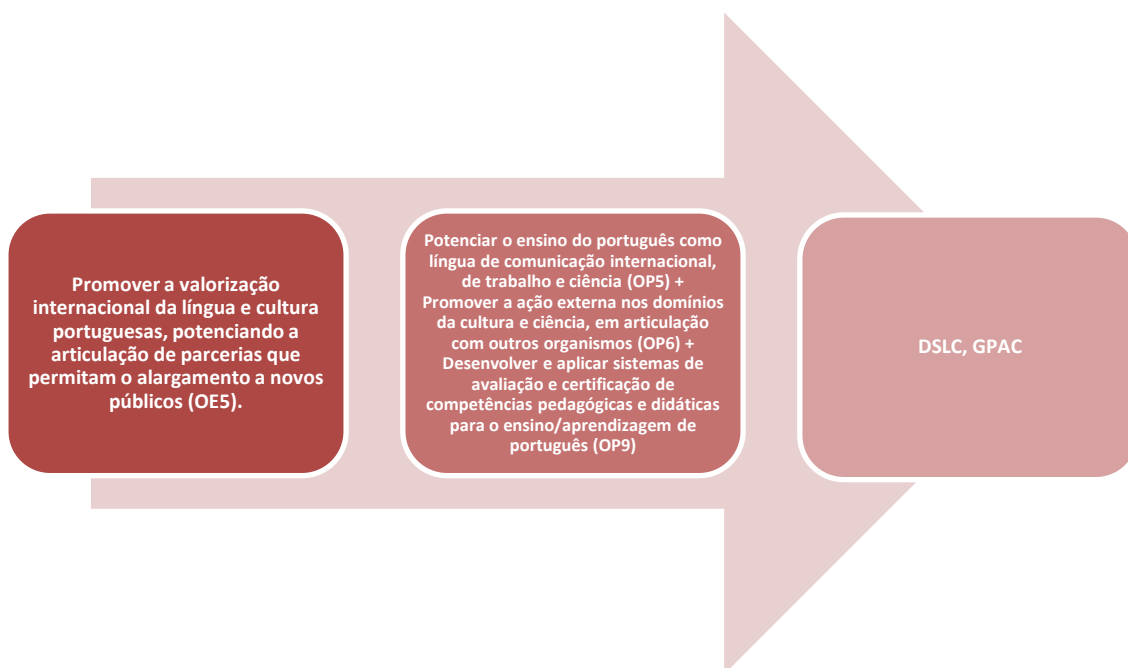 Promover a valorização
internacional da língua e cultura
portuguesas, potenciando a
articulação de parcerias que
permitam o alargamento a novos
públicos (OE5).
Potenciar o ensino do português como
língua de comunicação internacional,
de trabalho e ciência (OP5) +
Promover a ação externa nos domínios
da cultura e ciência, em articulação
com outros organismos (OP6) +
Desenvolver e aplicar sistemas de
avaliação e certificação de
competências pedagógicas e didáticas
para o ensino/aprendizagem de
português (OP9)
DSLC, GPAC